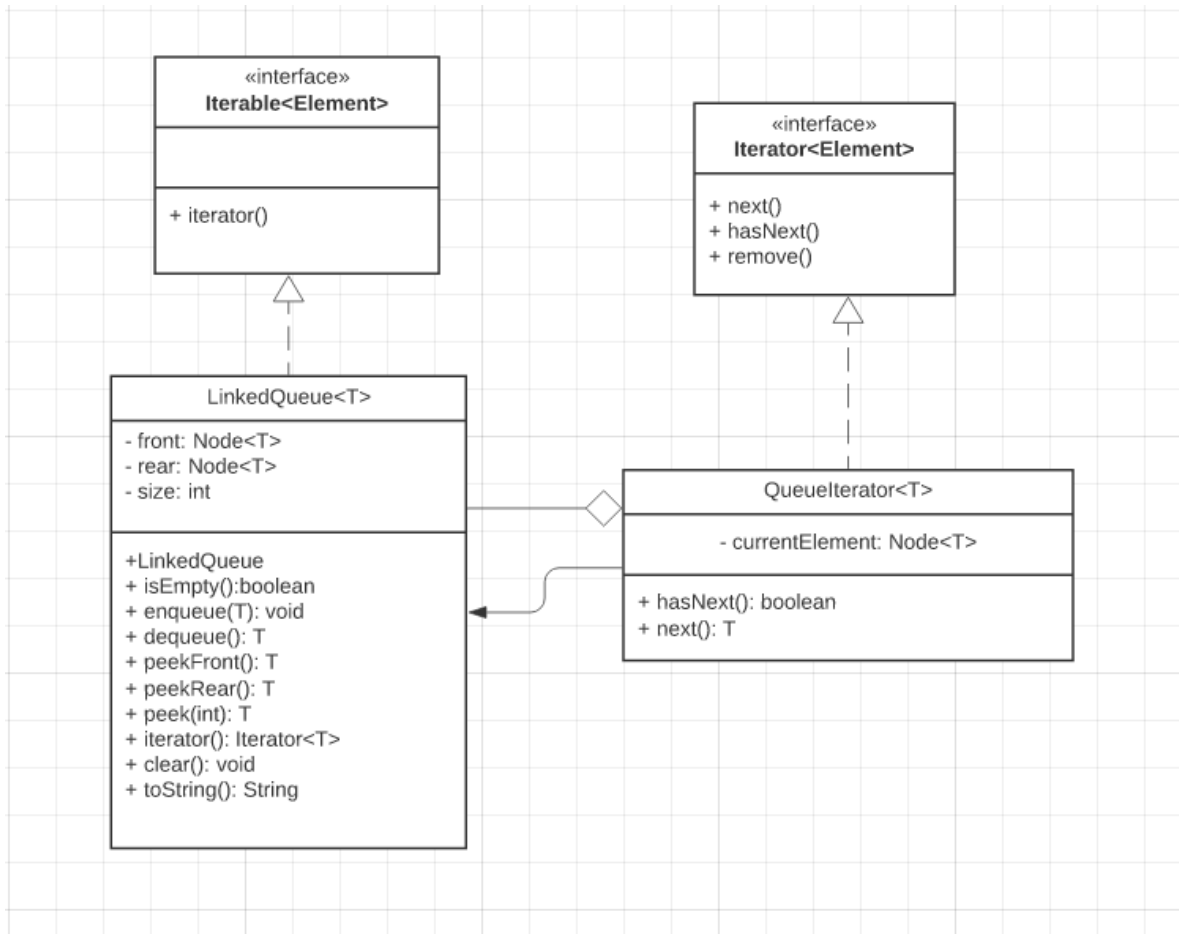 «interface»
Iterable<Element>
+ iterator()
«interface»
Iterator<Element>
+ next()
+ hasNext()
+ remove()
LinkedQueue<T>
- front: Node<T>
- rear: Node<T>
- size: int
+LinkedQueue
+ isEmpty():boolean
+ enqueue(T): void
+ dequeue(): T
+ peekFront(): T
+ peekRear(): T
+ peek(int): T
+ iterator(): Iterator<T>
+ clear(): void
+ toString(): String
QueueIterator<T>
- currentElement: Node<T>
+ hasNext(): boolean
+ next(): T